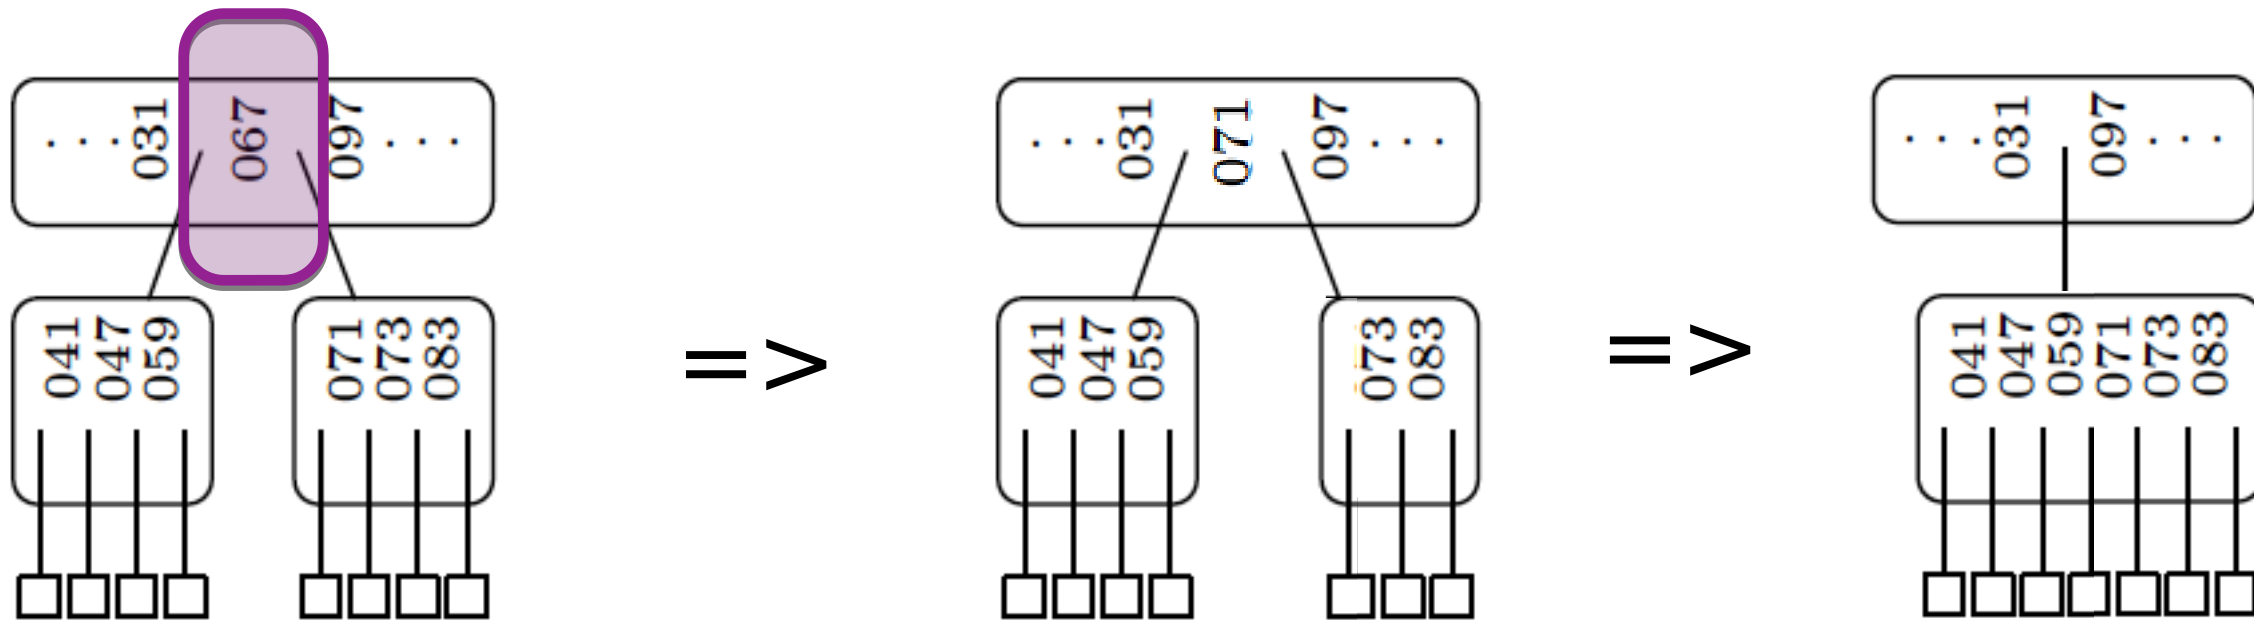 . . . 031 067 097 . . .
041 047 059
071 073 083
=>
. . . 031 071 097 . . .
041 047 059
073 083
=>
. . . 031 097 . . .
041 047 059 071 073 083